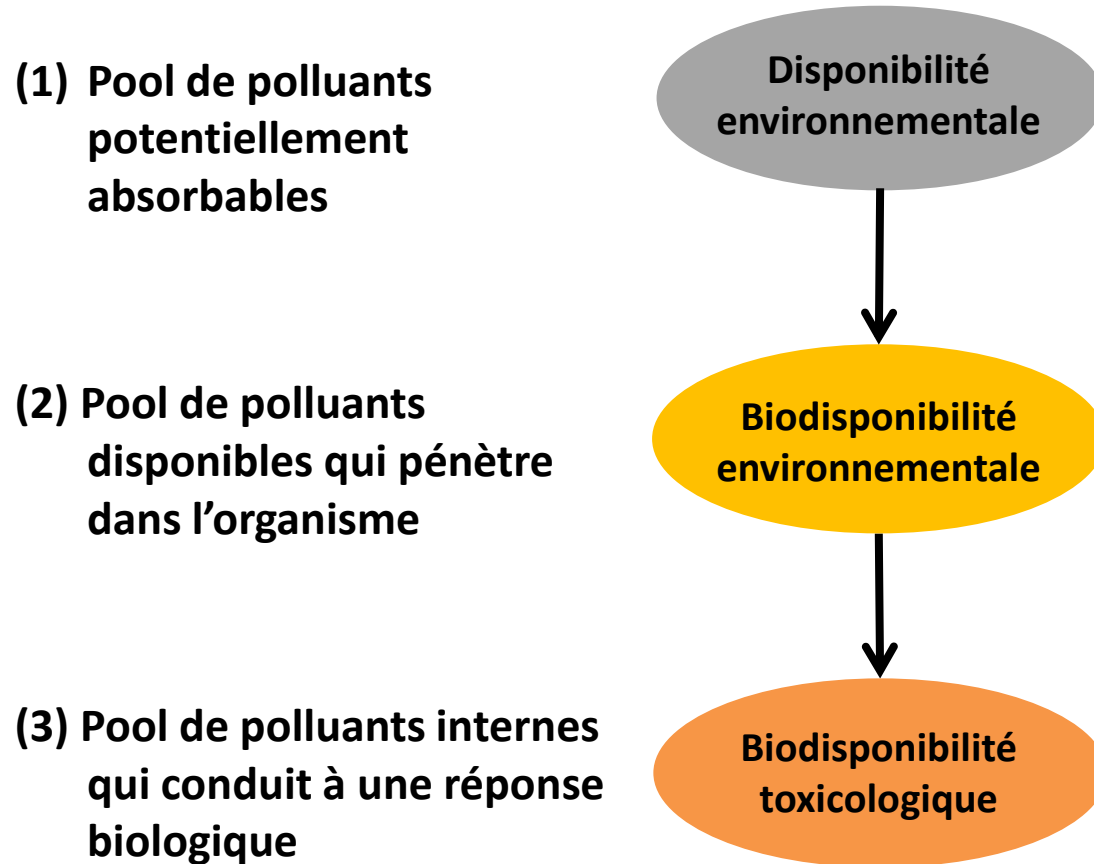 (1) Pool de polluants
potentiellement
absorbables
Disponibilité
environnementale
(2) Pool de polluants
disponibles qui pénètre
dans l’organisme
Biodisponibilité
environnementale
(3) Pool de polluants internes
qui conduit à une réponse
biologique
Biodisponibilité
toxicologique